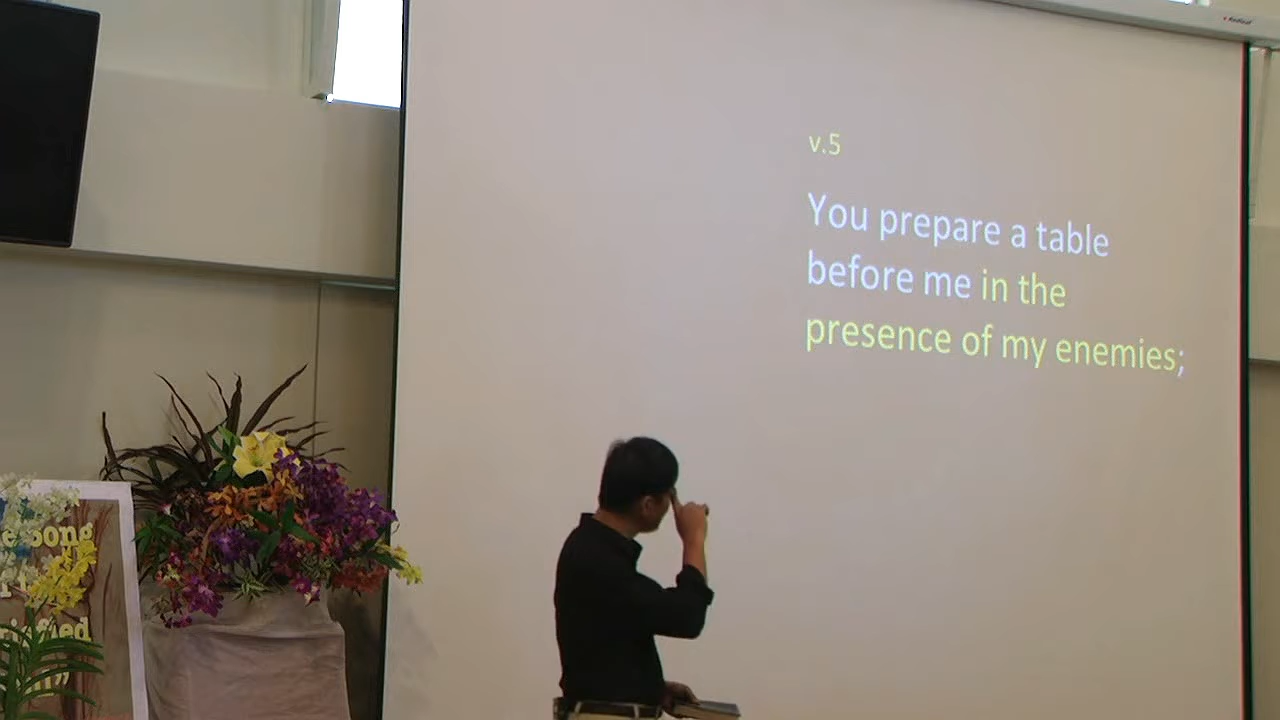 v.5
You prepare a table
before me in the
presence of my enemies;